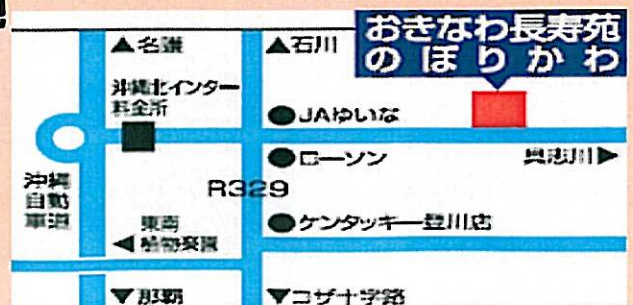 おきなわ長寿苑
のぼりかわ
▲名護
▲石川
沖縄北インター
料金所
●JAゆいな
●ローソン
具志川▶
沖縄
自動
車道
R329
東南
◀植物楽園
●ケンタッキー登川店
▼那覇
▼コザ十字路